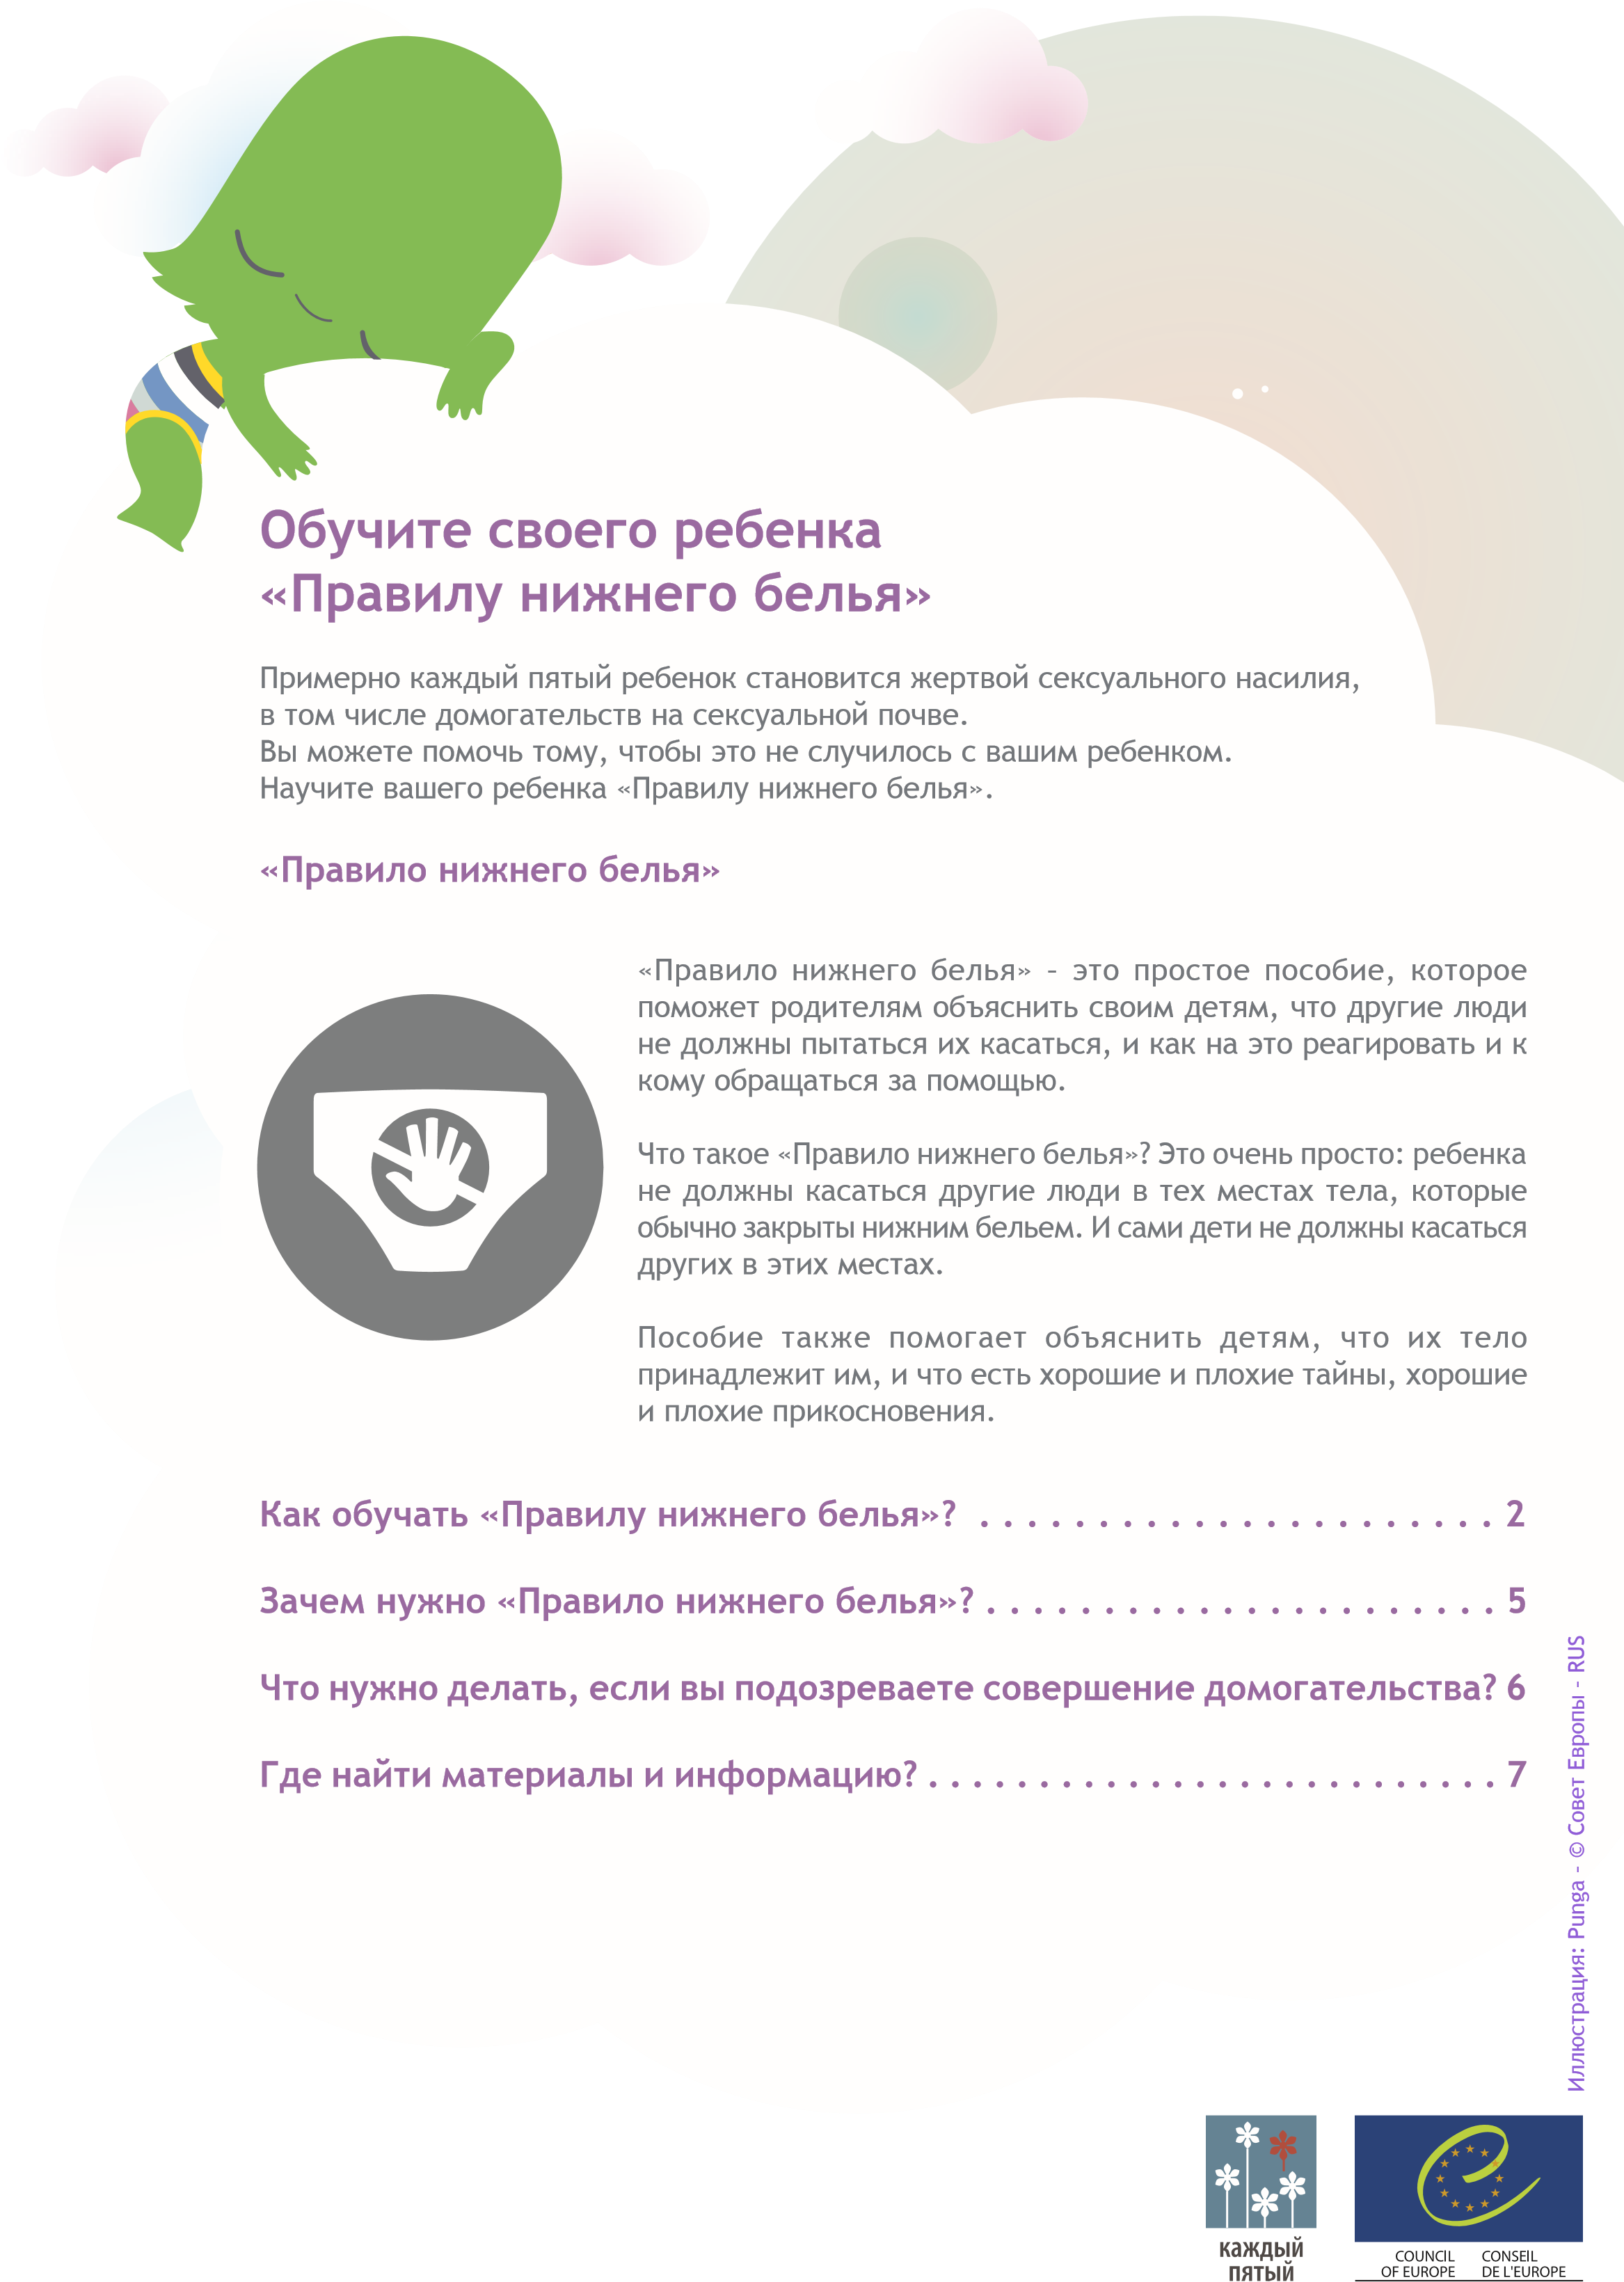 Обучите своего ребенка
«Правилу нижнего белья»
Примерно каждый пятый ребенок становится жертвой сексуального насилия,
в том числе домогательств на сексуальной почве.
Вы можете помочь тому, чтобы это не случилось с вашим ребенком.
Научите вашего ребенка «Правилу нижнего белья».
«Правило нижнего белья»
«Правило нижнего белья» – это простое пособие, которое
поможет родителям объяснить своим детям, что другие люди
не должны пытаться их касаться, и как на это реагировать и к
кому обращаться за помощью.
Что такое «Правило нижнего белья»? Это очень просто: ребенка
не должны касаться другие люди в тех местах тела, которые
обычно закрыты нижним бельем. И сами дети не должны касаться
других в этих местах.
Пособие также помогает объяснить детям, что их тело
принадлежит им, и что есть хорошие и плохие тайны, хорошие
и плохие прикосновения.
Как обучать «Правилу нижнего белья»? . . . . . . . . . . . . . . . . . . . . . . 2
Зачем нужно «Правило нижнего белья»? . . . . . . . . . . . . . . . . . . . . . . 5
Что нужно делать, если вы подозреваете совершение домогательства? 6
Где найти материалы и информацию? . . . . . . . . . . . . . . . . . . . . . . . . . . 7
Иллюстрация: Punga - © Совет Европы - RUS
каждый
пятый
COUNCIL
OF EUROPE
CONSEIL
DE L'EUROPE